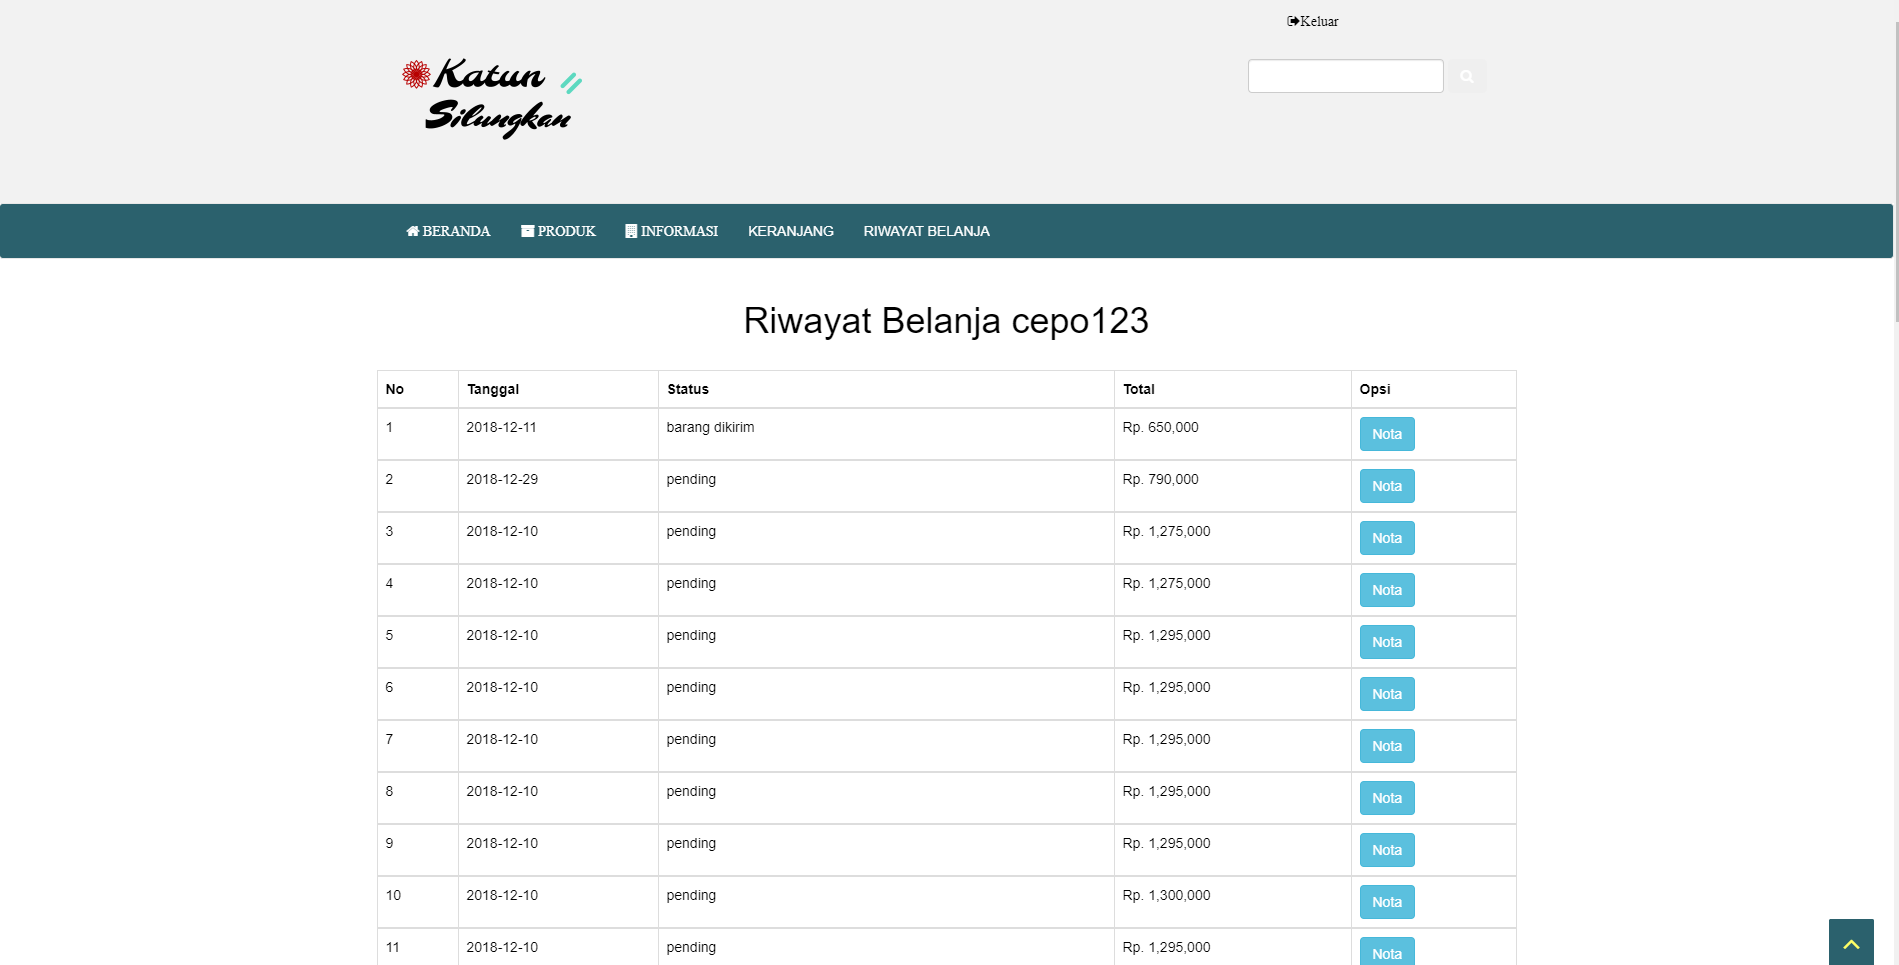 Keluar
Katun
Silungkan
BERANDA PRODUK INFORMASI KERANJANG RIWAYAT BELANJA
Riwayat Belanja cepo123
No Tanggal Status Total Opsi
1 2018-12-11 barang dikirim Rp. 650,000 Nota
2 2018-12-29 pending Rp. 790,000 Nota
3 2018-12-10 pending Rp. 1,275,000 Nota
4 2018-12-10 pending Rp. 1,275,000 Nota
5 2018-12-10 pending Rp. 1,295,000 Nota
6 2018-12-10 pending Rp. 1,295,000 Nota
7 2018-12-10 pending Rp. 1,295,000 Nota
8 2018-12-10 pending Rp. 1,295,000 Nota
9 2018-12-10 pending Rp. 1,295,000 Nota
10 2018-12-10 pending Rp. 1,300,000 Nota
11 2018-12-10 pending Rp. 1,295,000 Nota